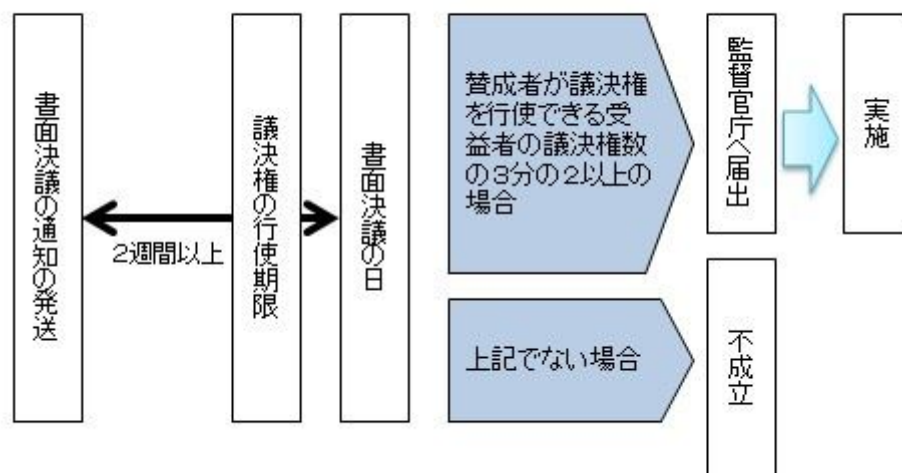 書面決議の通知の発送
2週間以上
議決権の行使期限
書面決議の日
賛成者が議決権
を行使できる受
益者の議決権数
の3分の2以上の
場合
監督官庁へ届出
実施
上記でない場合
不成立